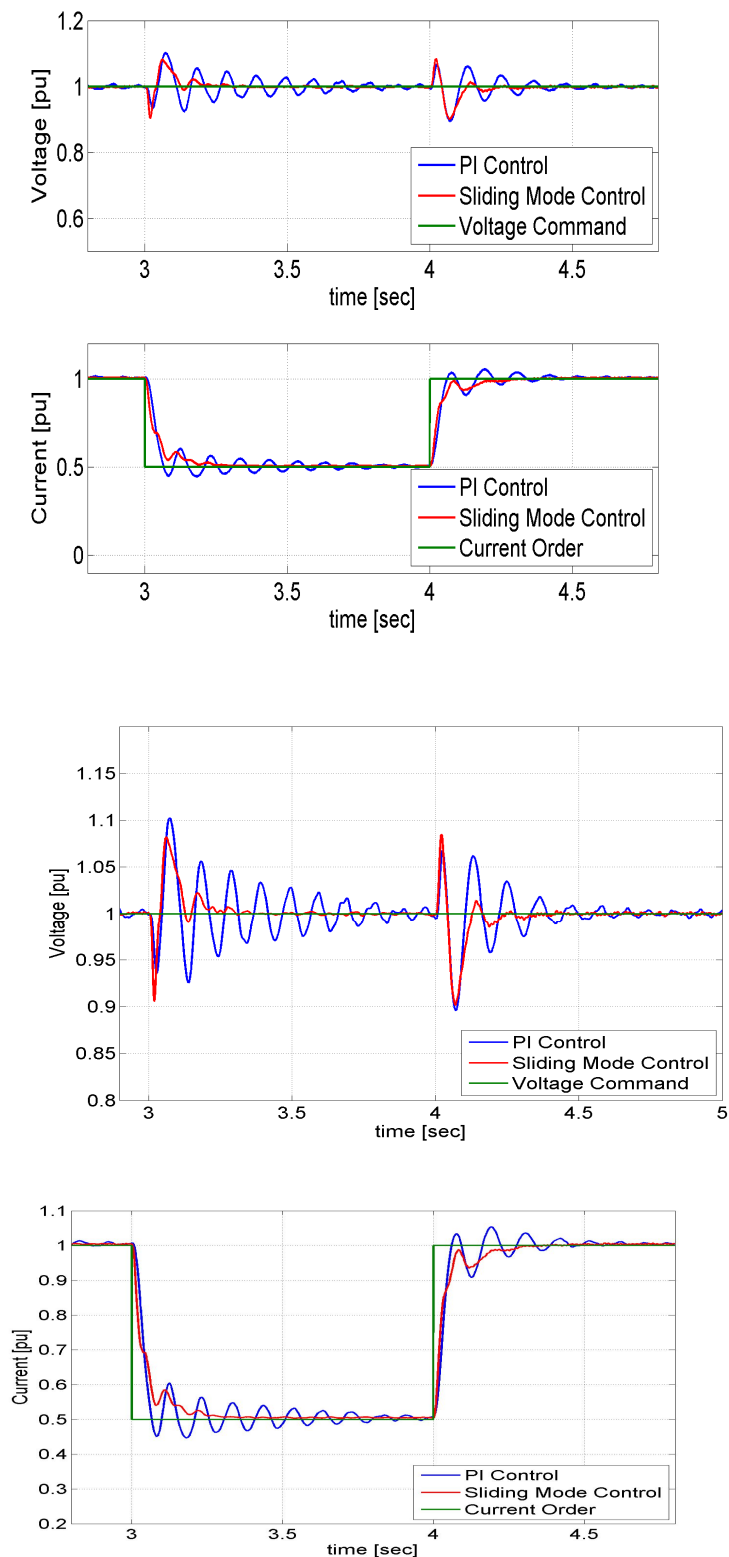 1.2
1
0.8
0.6
Voltage [pu]
PI Control
Sliding Mode Control
Voltage Command
3
3.5
4
4.5
time [sec]
1
0.5
0
Current [pu]
PI Control
Sliding Mode Control
Current Order
3
3.5
4
4.5
time [sec]
1.15
1.1
1.05
1
0.95
0.9
0.85
0.8
Voltage [pu]
PI Control
Sliding Mode Control
Voltage Command
3
3.5
4
4.5
5
time [sec]
1.1
1
0.9
0.8
0.7
0.6
0.5
0.4
0.3
0.2
Current [pu]
PI Control
Sliding Mode Control
Current Order
3
3.5
4
4.5
time [sec]